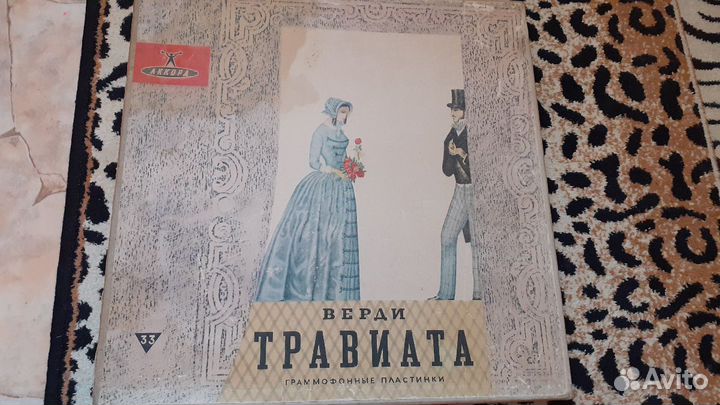 АККОРД
ВЕРДИ
33
ТРАВИАТА
ГРАММОФОННЫЕ ПЛАСТИНКИ
Avito